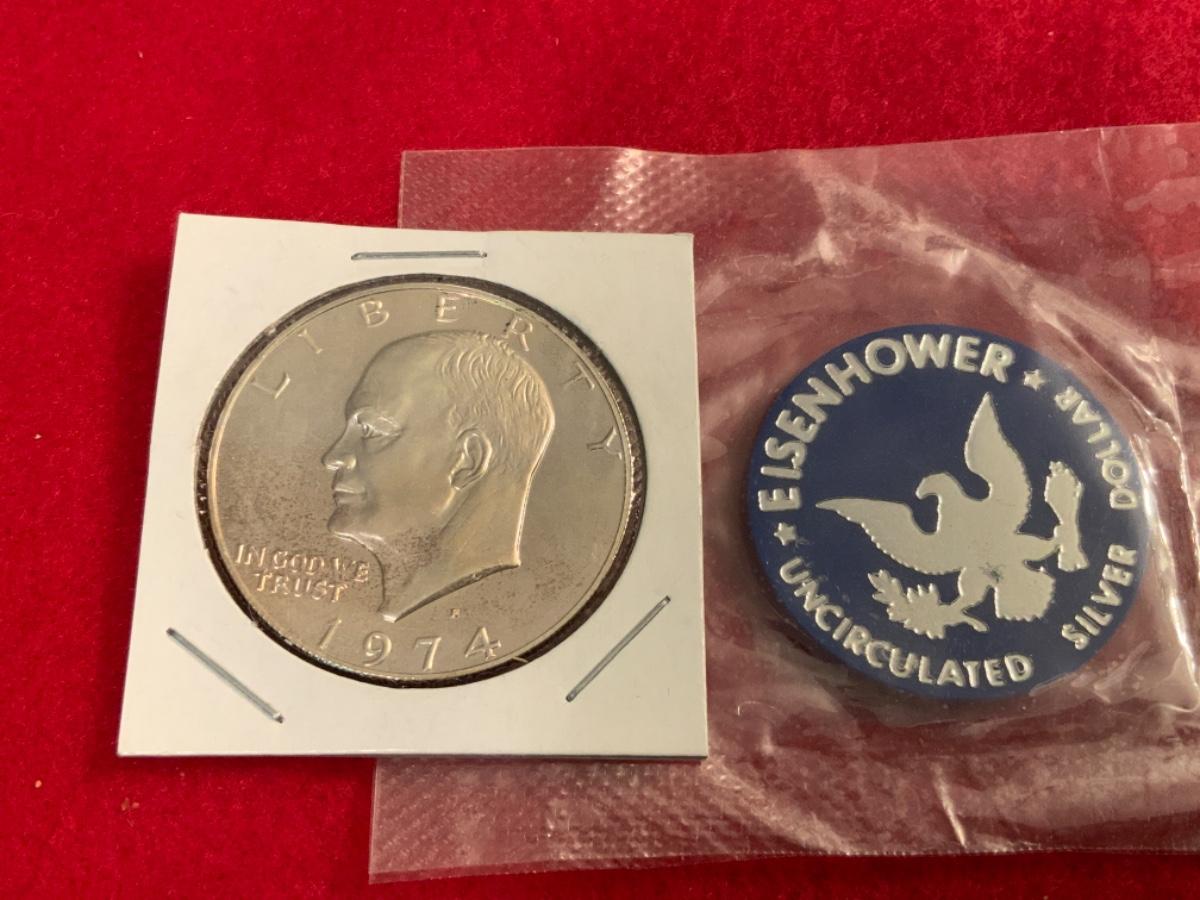 LIBERTY
IN GOD WE
TRUST
1974
★ EISENHOWER ★
UNCIRCULATED SILVER DOLLAR